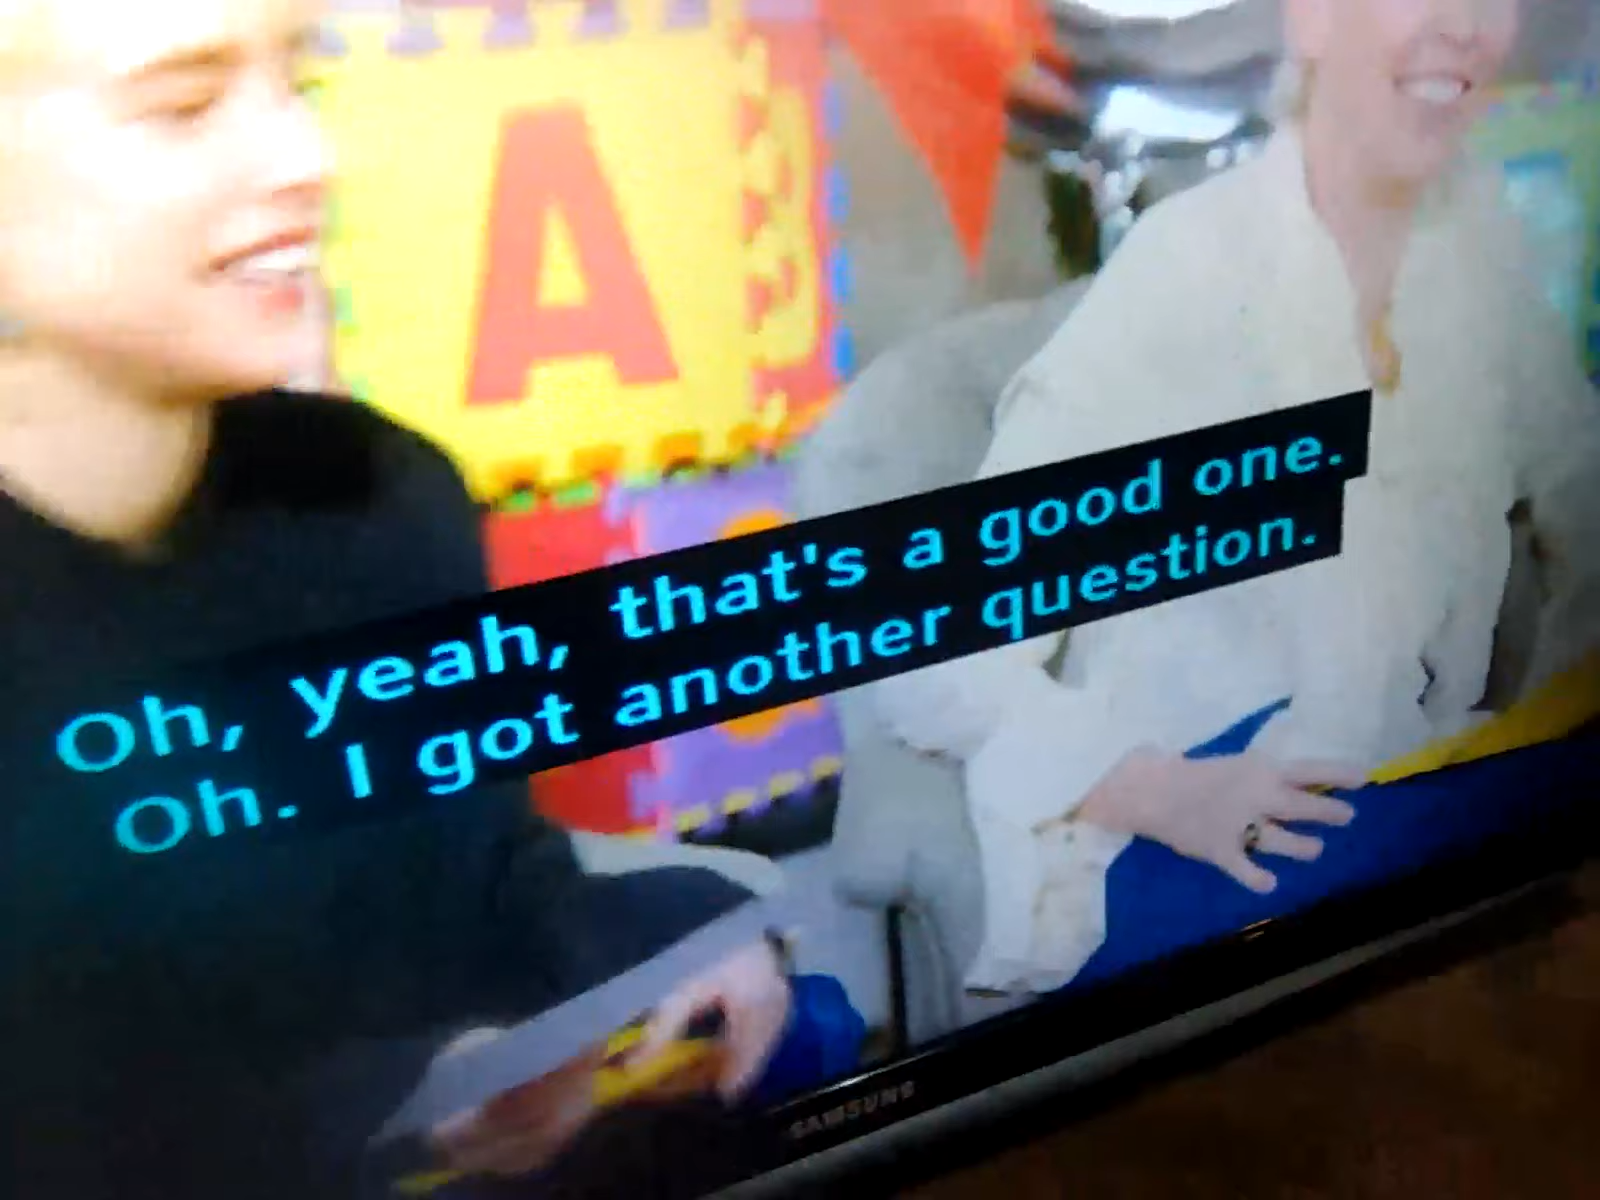 A
Oh, yeah, that's a good one.
Oh. I got another question.
SAMSUNG